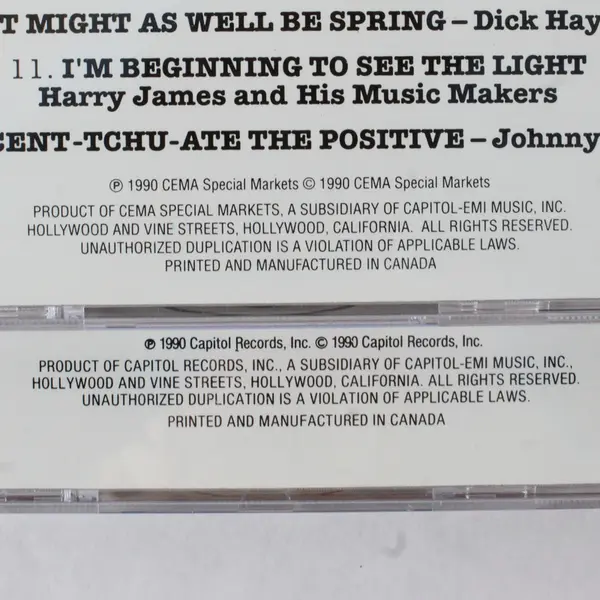 T MIGHT AS WELL BE SPRING – Dick Hay
11. I'M BEGINNING TO SEE THE LIGHT
Harry James and His Music Makers
CENT-TCHU-ATE THE POSITIVE – Johnny
℗ 1990 CEMA Special Markets © 1990 CEMA Special Markets
PRODUCT OF CEMA SPECIAL MARKETS, A SUBSIDIARY OF CAPITOL-EMI MUSIC, INC.
HOLLYWOOD AND VINE STREETS, HOLLYWOOD, CALIFORNIA. ALL RIGHTS RESERVED.
UNAUTHORIZED DUPLICATION IS A VIOLATION OF APPLICABLE LAWS.
PRINTED AND MANUFACTURED IN CANADA
℗ 1990 Capitol Records, Inc. © 1990 Capitol Records, Inc.
PRODUCT OF CAPITOL RECORDS, INC., A SUBSIDIARY OF CAPITOL-EMI MUSIC, INC.,
HOLLYWOOD AND VINE STREETS, HOLLYWOOD, CALIFORNIA. ALL RIGHTS RESERVED.
UNAUTHORIZED DUPLICATION IS A VIOLATION OF APPLICABLE LAWS.
PRINTED AND MANUFACTURED IN CANADA